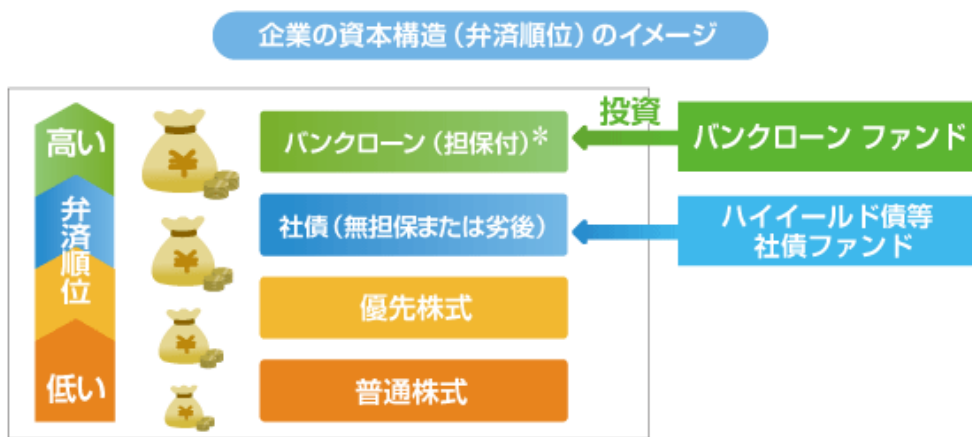 企業の資本構造（弁済順位）のイメージ
高い
弁済順位
低い
バンクローン（担保付）*
社債（無担保または劣後）
優先株式
普通株式
投資
バンクローン ファンド
ハイイールド債等
社債ファンド
¥
¥
¥
¥